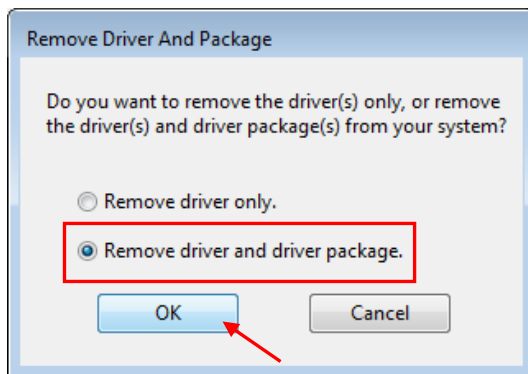 Remove Driver And Package
Do you want to remove the driver(s) only, or remove
the driver(s) and driver package(s) from your system?
Remove driver only.
Remove driver and driver package.
OK
Cancel